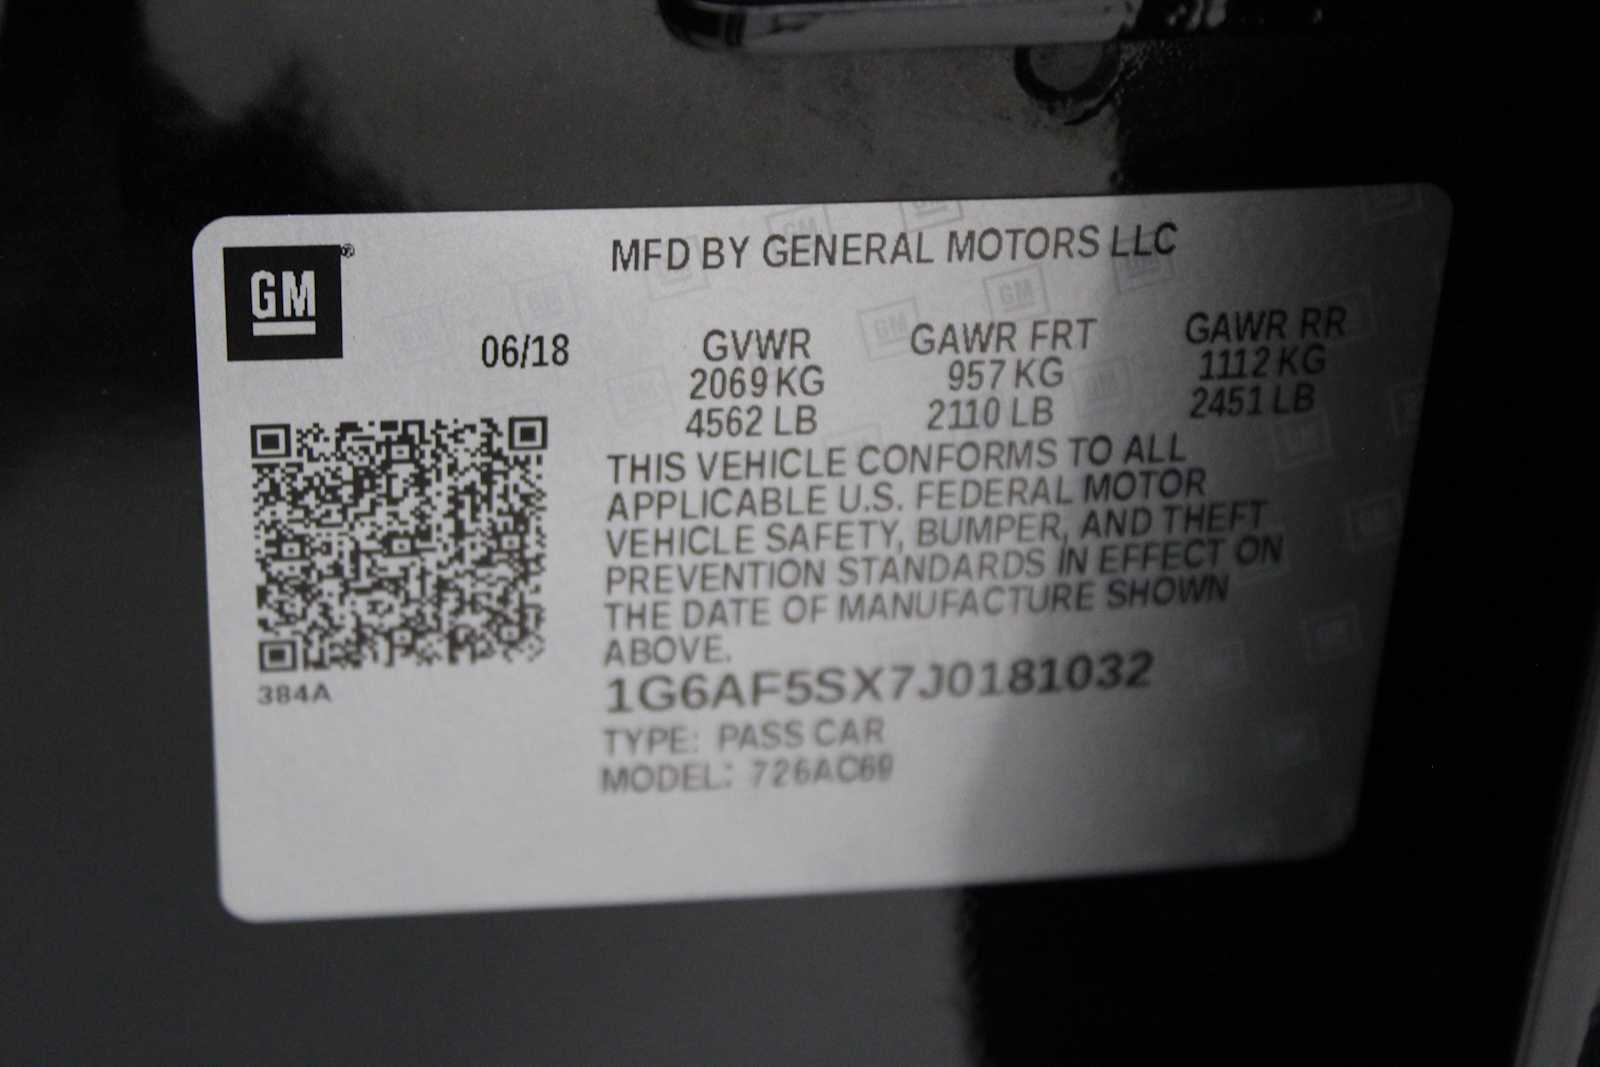 GM ®
MFD BY GENERAL MOTORS LLC
06/18
GVWR GAWR FRT GAWR RR
2069 KG 957 KG 1112 KG
4562 LB 2110 LB 2451 LB
THIS VEHICLE CONFORMS TO ALL
APPLICABLE U.S. FEDERAL MOTOR
VEHICLE SAFETY, BUMPER, AND THEFT
PREVENTION STANDARDS IN EFFECT ON
THE DATE OF MANUFACTURE SHOWN
ABOVE.
384A
1G6AF5SX7J0181032
TYPE: PASS CAR
MODEL: 726AC69